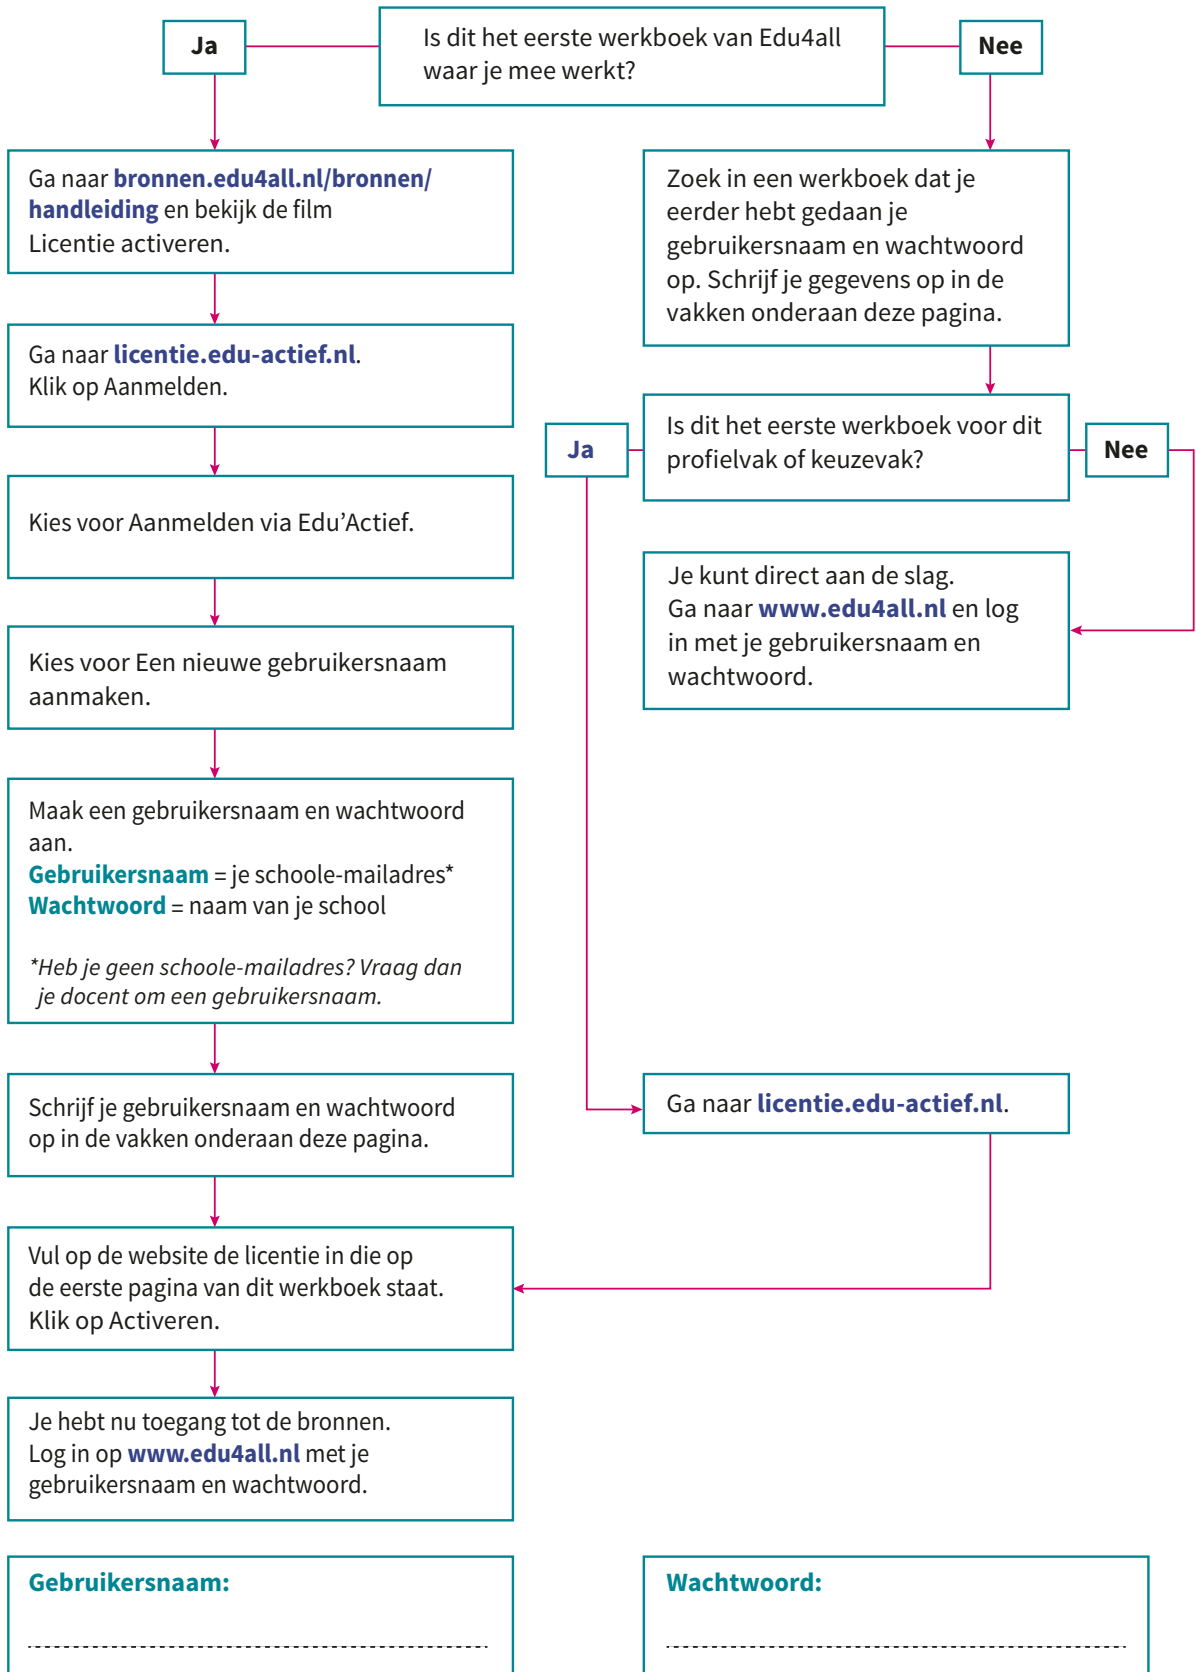 Is dit het eerste werkboek van Edu4all
waar je mee werkt?
Ja
Nee
Ga naar bronnen.edu4all.nl/bronnen/
handleiding en bekijk de film
Licentie activeren.
Ga naar licentie.edu-actief.nl.
Klik op Aanmelden.
Kies voor Aanmelden via Edu’Actief.
Kies voor Een nieuwe gebruikersnaam
aanmaken.
Maak een gebruikersnaam en wachtwoord
aan.
Gebruikersnaam = je schoole-mailadres*
Wachtwoord = naam van je school
*Heb je geen schoole-mailadres? Vraag dan
je docent om een gebruikersnaam.
Schrijf je gebruikersnaam en wachtwoord
op in de vakken onderaan deze pagina.
Vul op de website de licentie in die op
de eerste pagina van dit werkboek staat.
Klik op Activeren.
Je hebt nu toegang tot de bronnen.
Log in op www.edu4all.nl met je
gebruikersnaam en wachtwoord.
Zoek in een werkboek dat je
eerder hebt gedaan je
gebruikersnaam en wachtwoord
op. Schrijf je gegevens op in de
vakken onderaan deze pagina.
Is dit het eerste werkboek voor dit
profielvak of keuzevak?
Ja
Nee
Je kunt direct aan de slag.
Ga naar www.edu4all.nl en log
in met je gebruikersnaam en
wachtwoord.
Ga naar licentie.edu-actief.nl.
Gebruikersnaam:
Wachtwoord: